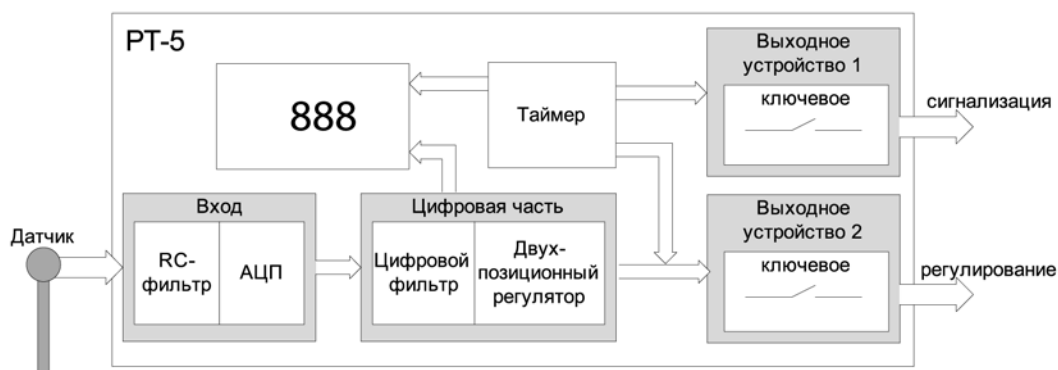 РТ-5
888
Таймер
Выходное
устройство 1
ключевое
сигнализация
Датчик
Вход
RC-
фильтр
АЦП
Цифровая часть
Цифровой
фильтр
Двух-
позиционный
регулятор
Выходное
устройство 2
ключевое
регулирование